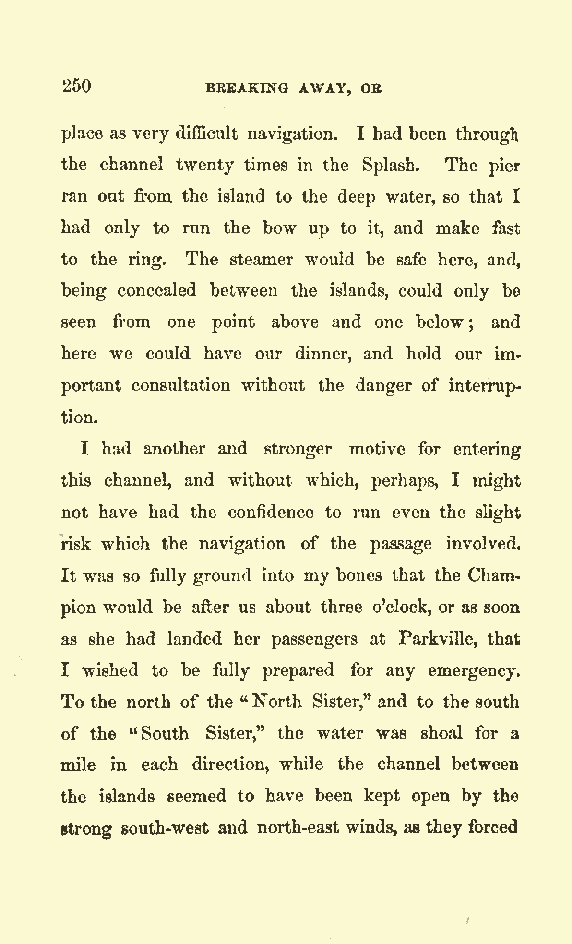 250 BREAKING AWAY, OR
place as very difficult navigation. I had been through
the channel twenty times in the Splash. The pier
ran out from the island to the deep water, so that I
had only to run the bow up to it, and make fast
to the ring. The steamer would be safe here, and,
being concealed between the islands, could only be
seen from one point above and one below; and
here we could have our dinner, and hold our im-
portant consultation without the danger of interrup-
tion.
I had another and stronger motive for entering
this channel, and without which, perhaps, I might
not have had the confidence to run even the slight
risk which the navigation of the passage involved.
It was so fully ground into my bones that the Cham-
pion would be after us about three o'clock, or as soon
as she had landed her passengers at Parkville, that
I wished to be fully prepared for any emergency.
To the north of the "North Sister," and to the south
of the "South Sister," the water was shoal for a
mile in each direction, while the channel between
the islands seemed to have been kept open by the
strong south-west and north-east winds, as they forced